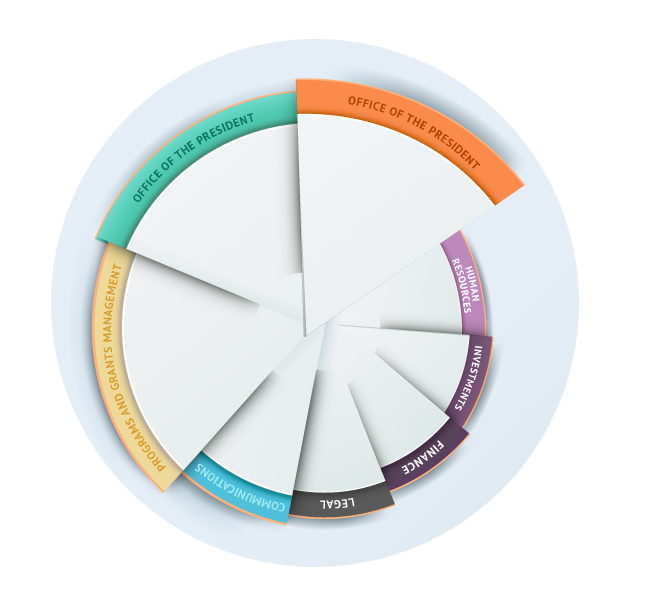 OFFICE OF THE PRESIDENT
OFFICE OF THE PRESIDENT
HUMAN
RESOURCES
INVESTMENTS
FINANCE
LEGAL
COMMUNICATIONS
PROGRAMS AND GRANTS MANAGEMENT